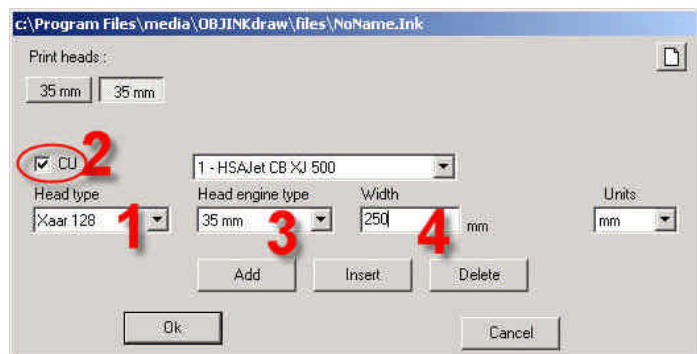 c:\Program Files\media\OBJINKdraw\files\NoName.Ink
Print heads :
35 mm 35 mm
CU 2 1 - HSAJet CB XJ 500
Head type Head engine type Width Units
Xaar 128 1 35 mm 3 250 4 mm mm
Add Insert Delete
Ok Cancel